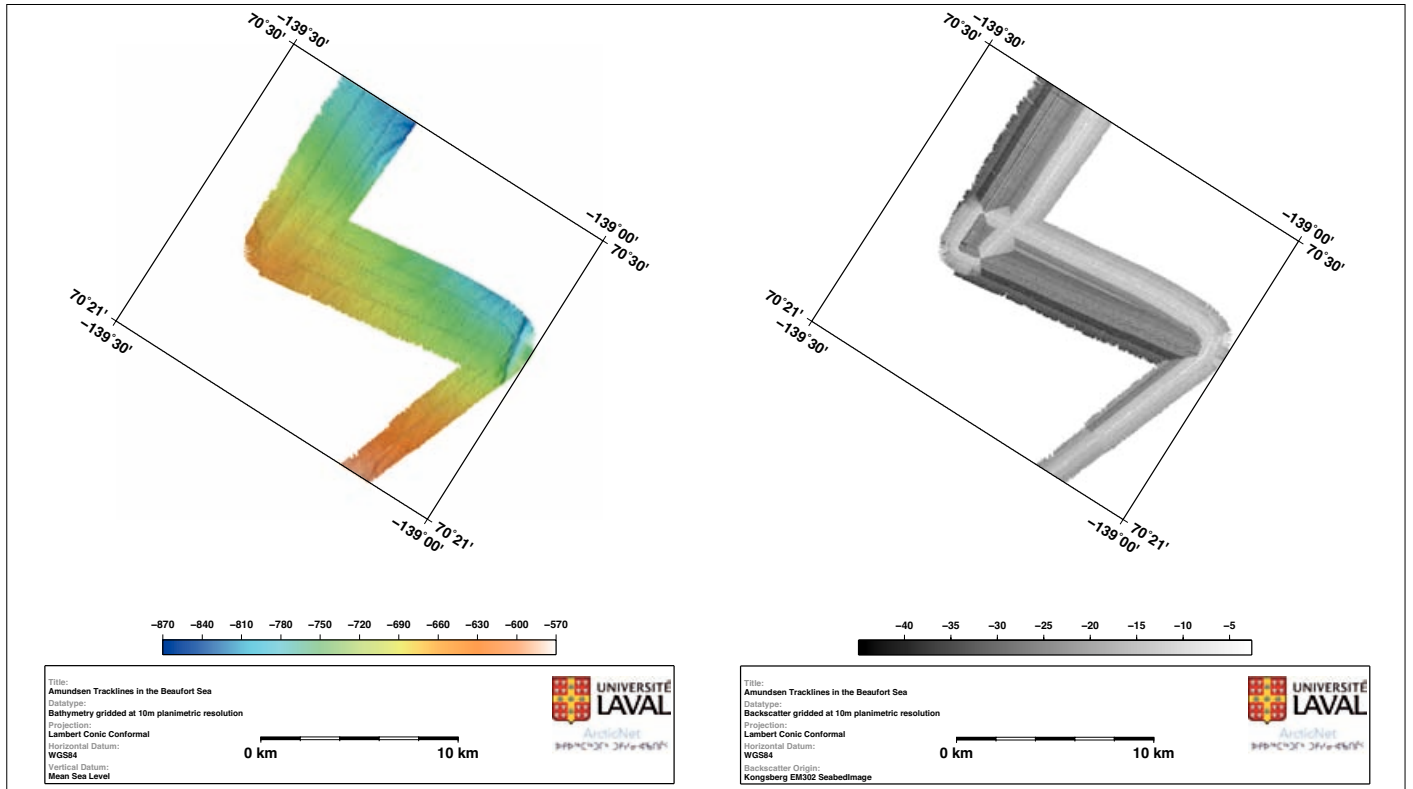 −139˚30'
70˚30'
−139˚00'
70˚30'
70˚21'
−139˚30'
70˚21'
−139˚00'
−870 −840 −810 −780 −750 −720 −690 −660 −630 −600 −570
Title:
Amundsen Tracklines in the Beaufort Sea
Datatype:
Bathymetry gridded at 10m planimetric resolution
Projection:
Lambert Conic Conformal
Horizontal Datum:
WGS84
Vertical Datum:
Mean Sea Level
0 km 10 km
UNIVERSITÉ
LAVAL
ArcticNet
−139˚30'
70˚30'
−139˚00'
70˚30'
70˚21'
−139˚30'
70˚21'
−139˚00'
−40 −35 −30 −25 −20 −15 −10 −5
Title:
Amundsen Tracklines in the Beaufort Sea
Datatype:
Backscatter gridded at 10m planimetric resolution
Projection:
Lambert Conic Conformal
Horizontal Datum:
WGS84
Backscatter Origin:
Kongsberg EM302 SeabedImage
0 km 10 km
UNIVERSITÉ
LAVAL
ArcticNet